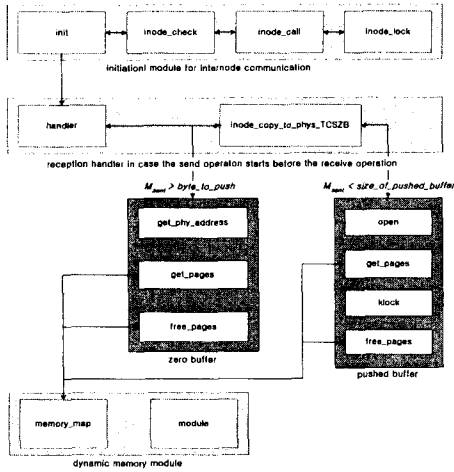 init
inode_check
inode_call
inode_lock
initiationl module for internode communication
handler
inode_copy_to_phys_TCSZB
reception handler in case the send operaton starts before the receive operation
M_sent > byte_to_push
M_sent < size_of_pushed_buffer
get_phy_address
open
get_pages
get_pages
klock
free_pages
free_pages
zero buffer
pushed buffer
memory_map
module
dynamic memory module